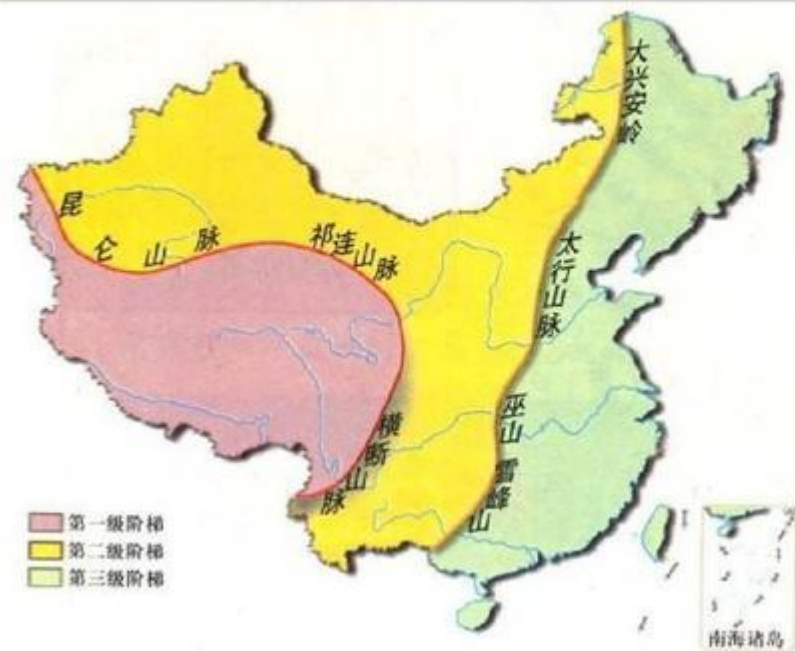 大兴安岭
昆仑山脉
祁连山脉
太行山脉
巫山
横断山脉
雪峰山
第一级阶梯
第二级阶梯
第三级阶梯
南海诸岛